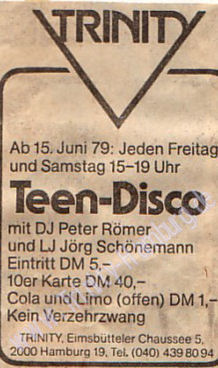 TRINITY
Ab 15. Juni 79: Jeden Freitag
und Samstag 15–19 Uhr
Teen-Disco
mit DJ Peter Römer
und LJ Jörg Schönemann
Eintritt DM 5,–
10er Karte DM 40,–
Cola und Limo (offen) DM 1,–
Kein Verzehrzwang
TRINITY, Eimsbütteler Chaussee 5,
2000 Hamburg 19, Tel. (040) 439 80 94